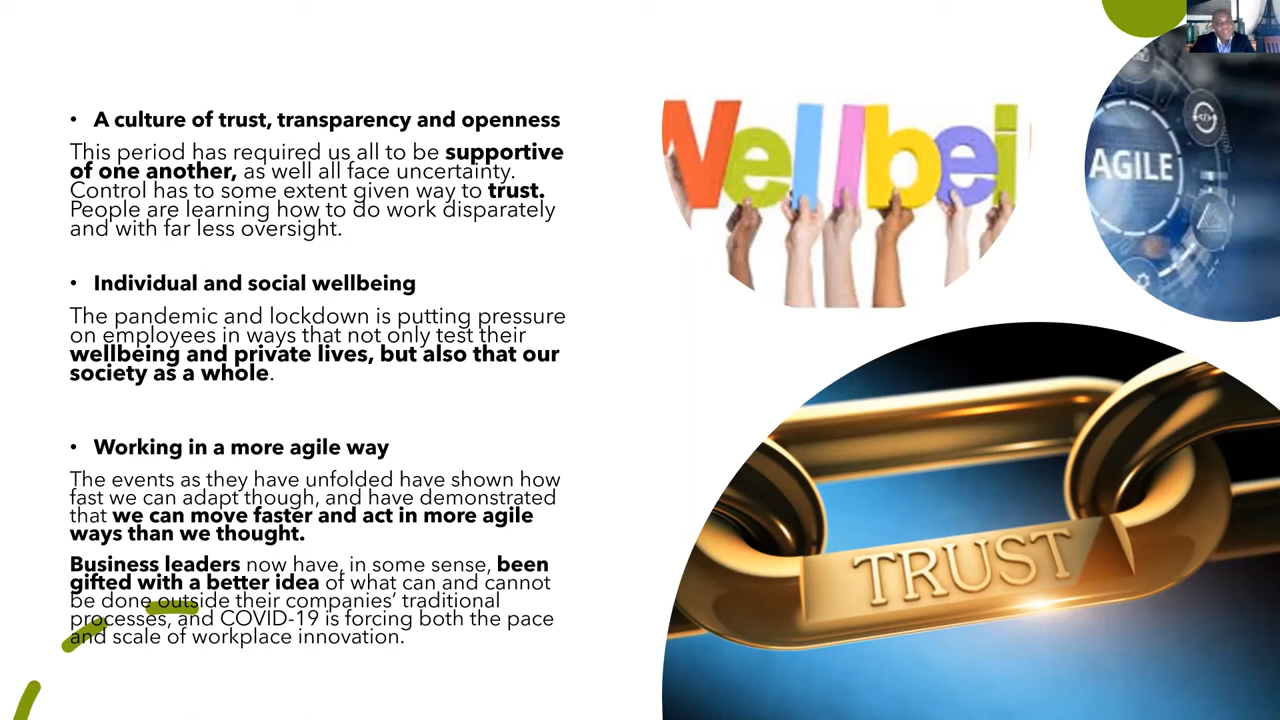 • A culture of trust, transparency and openness
This period has required us all to be supportive
of one another, as well all face uncertainty.
Control has to some extent given way to trust.
People are learning how to do work disparately
and with far less oversight.
• Individual and social wellbeing
The pandemic and lockdown is putting pressure
on employees in ways that not only test their
wellbeing and private lives, but also that our
society as a whole.
• Working in a more agile way
The events as they have unfolded have shown how
fast we can adapt though, and have demonstrated
that we can move faster and act in more agile
ways than we thought.
Business leaders now have, in some sense, been
gifted with a better idea of what can and cannot
be done outside their companies’ traditional
processes, and COVID-19 is forcing both the pace
and scale of workplace innovation.
Wellbei
AGILE
TRUST